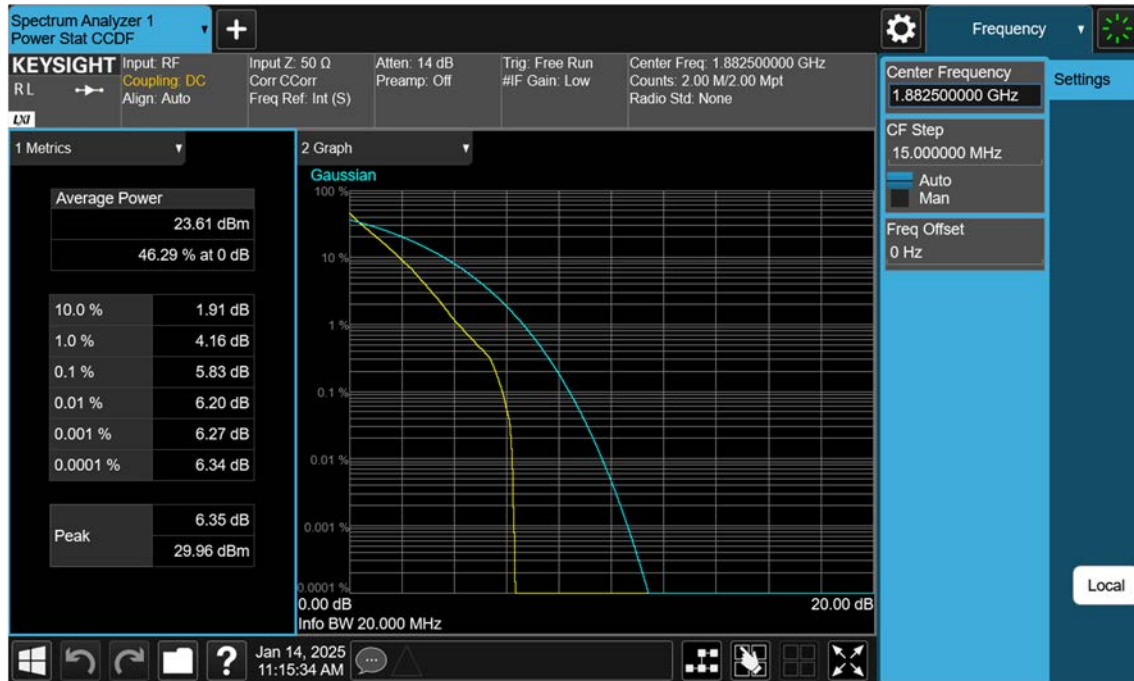 Spectrum Analyzer 1
Power Stat CCDF
+
Frequency
KEYSIGHT
R L
LXI
Input: RF
Coupling: DC
Align: Auto
Input Z: 50 Ω
Corr CCorr
Freq Ref: Int (S)
Atten: 14 dB
Preamp: Off
Trig: Free Run
#IF Gain: Low
Center Freq: 1.882500000 GHz
Counts: 2.00 M/2.00 Mpt
Radio Std: None
Center Frequency
1.882500000 GHz
Settings
CF Step
15.000000 MHz
Auto
Man
Freq Offset
0 Hz
Local
1 Metrics
Average Power
23.61 dBm
46.29 % at 0 dB
10.0 % 1.91 dB
1.0 % 4.16 dB
0.1 % 5.83 dB
0.01 % 6.20 dB
0.001 % 6.27 dB
0.0001 % 6.34 dB
Peak
6.35 dB
29.96 dBm
2 Graph
Gaussian
100 %
10 %
1 %
0.1 %
0.01 %
0.001 %
0.0001 %
0.00 dB 20.00 dB
Info BW 20.000 MHz
?
Jan 14, 2025
11:15:34 AM